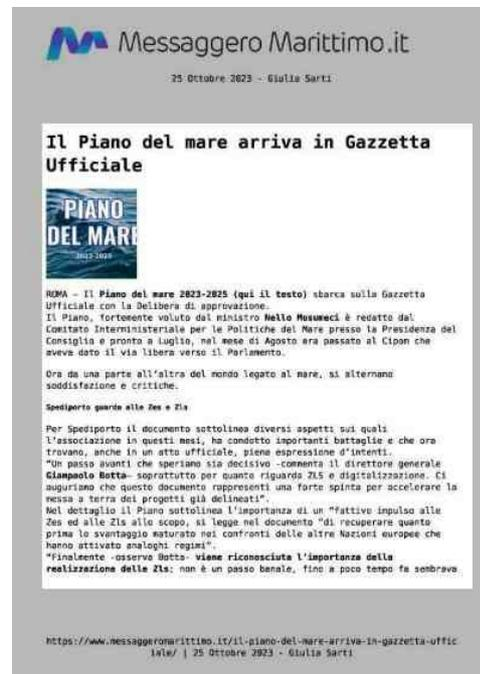 Messaggero Marittimo.it
25 Ottobre 2023 - Giulia Sarti
Il Piano del mare arriva in Gazzetta
Ufficiale
PIANO
DEL MARE
2023-2025
ROMA – Il Piano del mare 2023-2025 (qui il testo) sbarca sulla Gazzetta
Ufficiale con la Delibera di approvazione.
Il Piano, fortemente voluto dal ministro Nello Musumeci è redatto dal
Comitato Interministeriale per le Politiche del Mare presso la Presidenza del
Consiglio e pronto a Luglio, nel mese di Agosto era passato al Cipom che
aveva dato il via libera verso il Parlamento.
Ora da una parte all'altra del mondo legato al mare, si alternano
soddisfazione e critiche.
Spediporto guarda alle Zes e Zls
Per Spediporto il documento sottolinea diversi aspetti sui quali
l'associazione in questi mesi, ha condotto importanti battaglie e che ora
trovano, anche in un atto ufficiale, piena espressione d'intenti.
"Un passo avanti che speriamo sia decisivo -commenta il direttore generale
Giampaolo Botta– soprattutto per quanto riguarda ZLS e digitalizzazione. Ci
auguriamo che questo documento rappresenti una forte spinta per accelerare la
messa a terra dei progetti già delineati".
Nel dettaglio il Piano sottolinea l'importanza di un "fattivo impulso alle
Zes ed alle Zls allo scopo, si legge nel documento "di recuperare quanto
prima lo svantaggio maturato nei confronti delle altre Nazioni europee che
hanno attivato analoghi regimi".
"Finalmente -osserva Botta- viene riconosciuta l'importanza della
realizzazione delle Zls; non è un passo banale, fino a poco tempo fa sembrava
https://www.messaggeromarittimo.it/il-piano-del-mare-arriva-in-gazzetta-uffic
iale/ | 25 Ottobre 2023 - Giulia Sarti